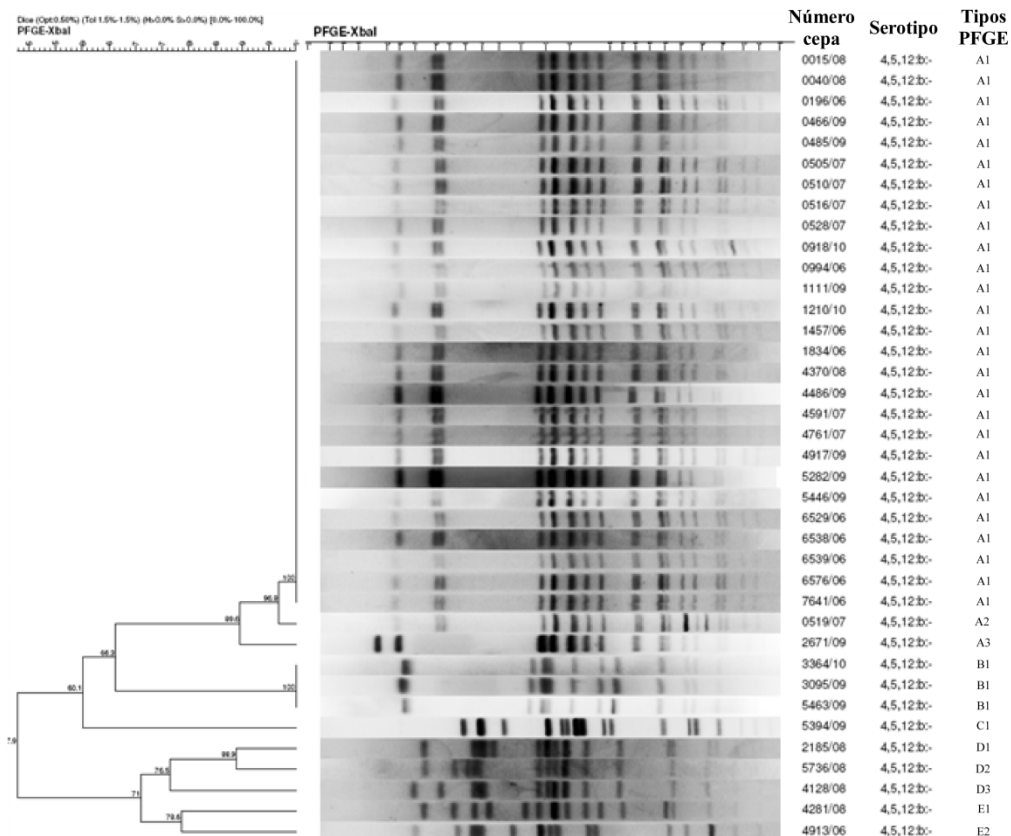 Dice (Opt:0.50%) (Tol 1.5%-1.5%) (H>0.0% S>0.0%) [0.0%-100.0%]
PFGE-XbaI
PFGE-XbaI
Número cepa Serotipo Tipos PFGE
0015/08 4,5,12:b:- A1
0040/08 4,5,12:b:- A1
0196/06 4,5,12:b:- A1
0466/09 4,5,12:b:- A1
0485/09 4,5,12:b:- A1
0505/07 4,5,12:b:- A1
0510/07 4,5,12:b:- A1
0516/07 4,5,12:b:- A1
0528/07 4,5,12:b:- A1
0918/10 4,5,12:b:- A1
0994/06 4,5,12:b:- A1
1111/09 4,5,12:b:- A1
1210/10 4,5,12:b:- A1
1457/06 4,5,12:b:- A1
1834/06 4,5,12:b:- A1
4370/08 4,5,12:b:- A1
4486/09 4,5,12:b:- A1
4591/07 4,5,12:b:- A1
4761/07 4,5,12:b:- A1
4917/09 4,5,12:b:- A1
5282/09 4,5,12:b:- A1
5446/09 4,5,12:b:- A1
6529/06 4,5,12:b:- A1
6538/06 4,5,12:b:- A1
6539/06 4,5,12:b:- A1
100 6576/06 4,5,12:b:- A1
96.8 7641/06 4,5,12:b:- A1
0519/07 4,5,12:b:- A2
2671/09 4,5,12:b:- A3
66.3 3364/10 4,5,12:b:- B1
60.1 100 3095/09 4,5,12:b:- B1
5463/09 4,5,12:b:- B1
5394/09 4,5,12:b:- C1
2185/08 4,5,12:b:- D1
76.5 5736/08 4,5,12:b:- D2
71 4128/08 4,5,12:b:- D3
79.6 4281/08 4,5,12:b:- E1
4913/06 4,5,12:b:- E2